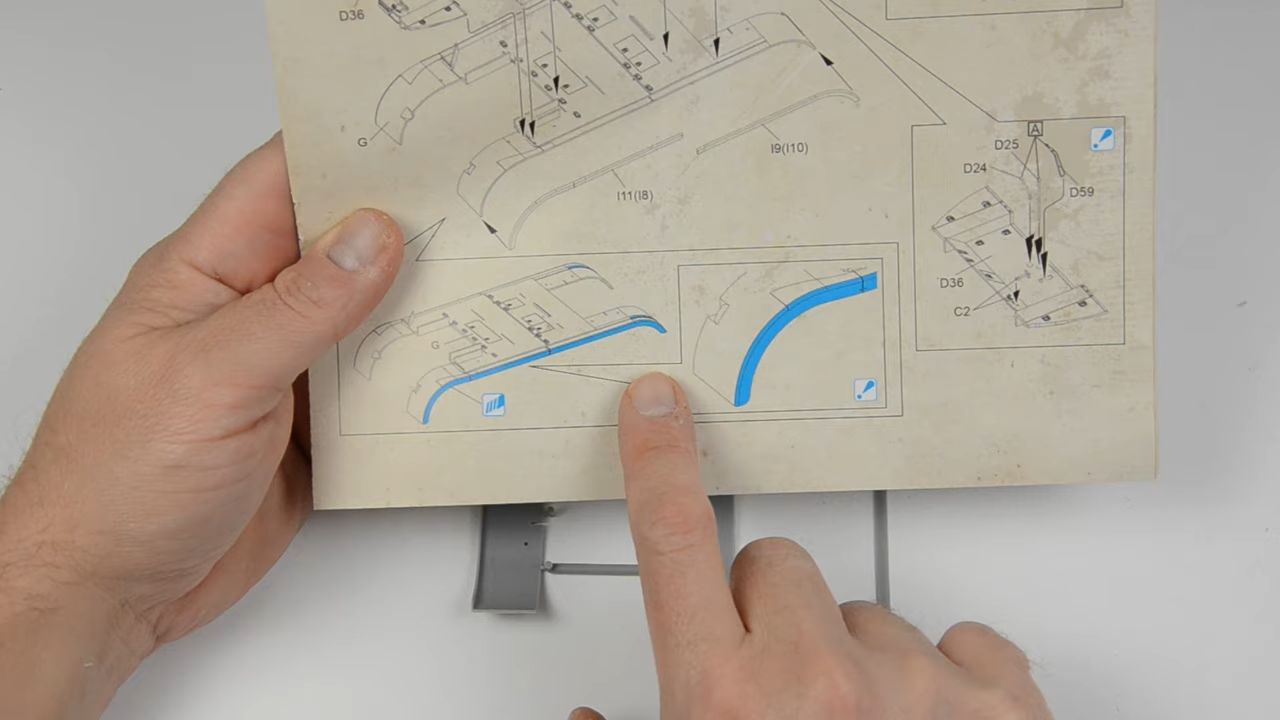 D36
G
I9(I10)
I11(I8)
A
D25
D24
D59
D36
C2
G